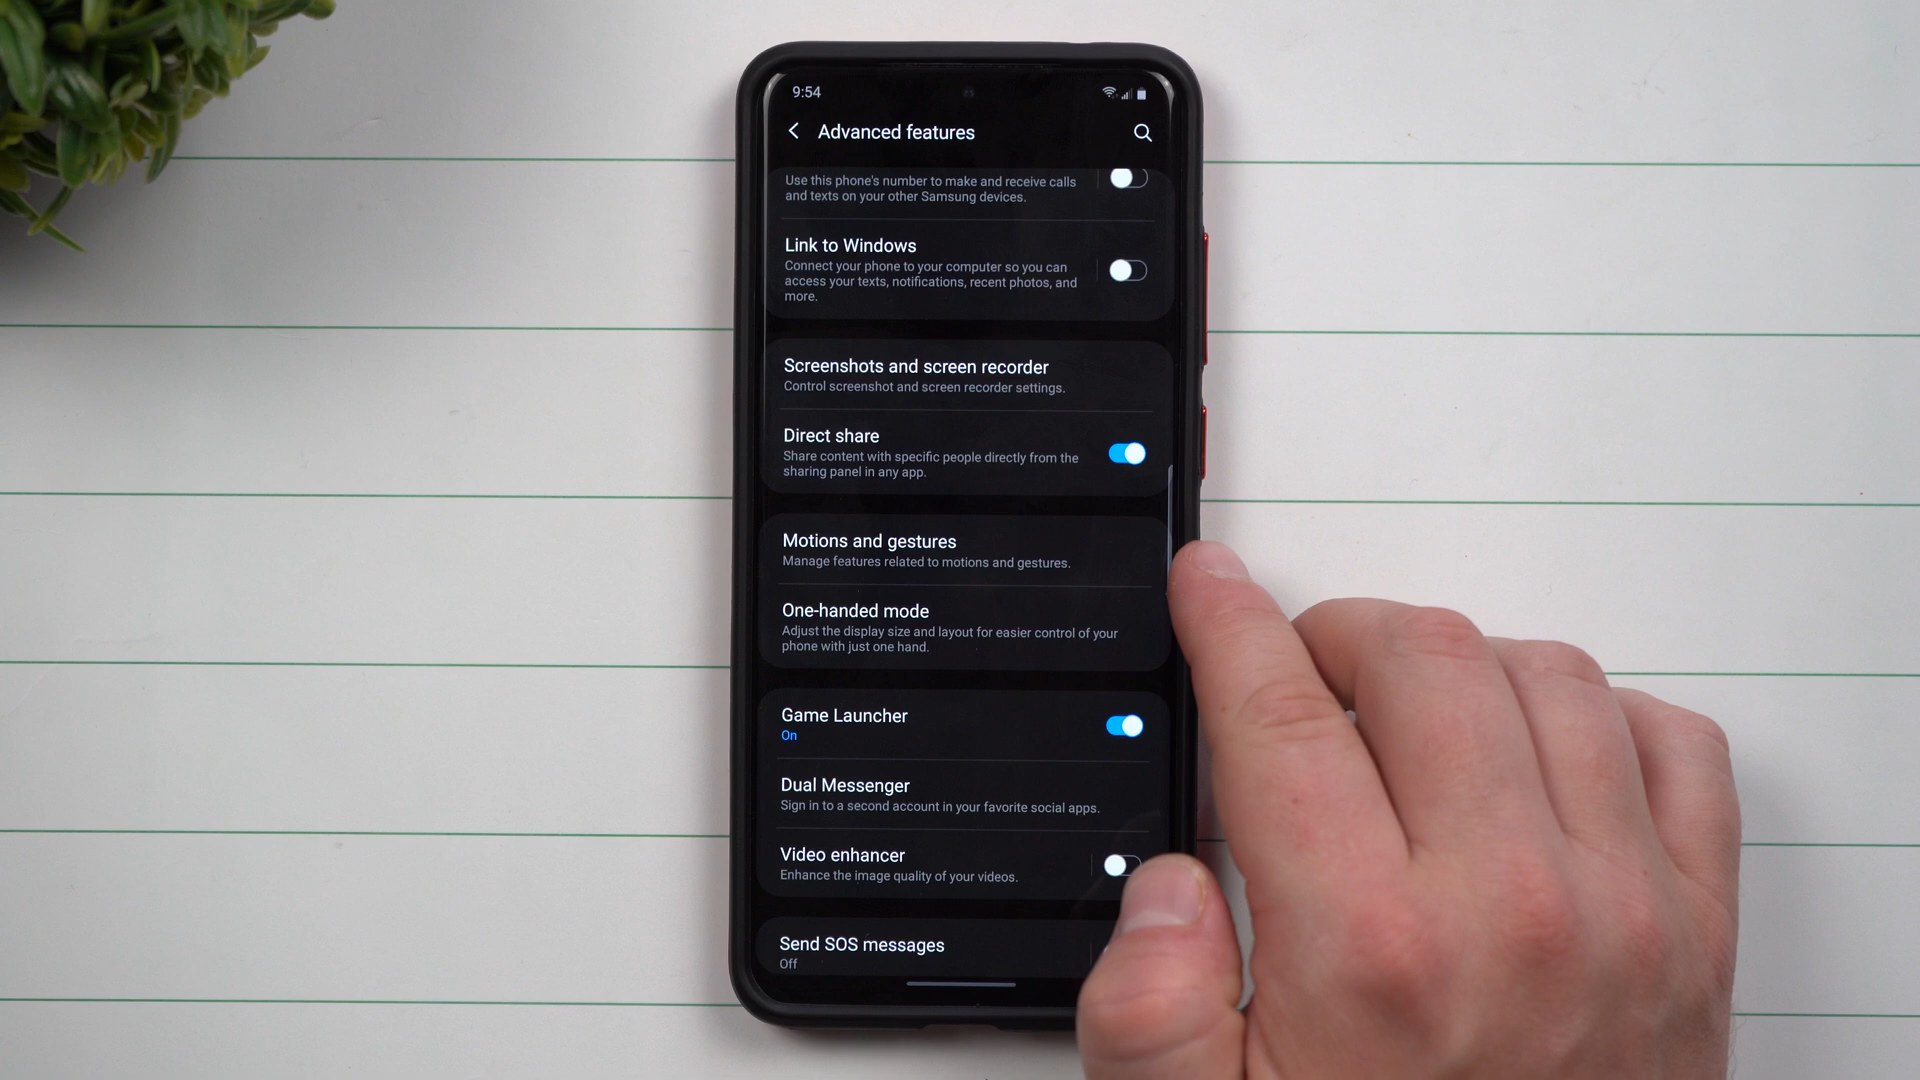 9:54
Advanced features
Use this phone's number to make and receive calls
and texts on your other Samsung devices.
Link to Windows
Connect your phone to your computer so you can
access your texts, notifications, recent photos, and
more.
Screenshots and screen recorder
Control screenshot and screen recorder settings.
Direct share
Share content with specific people directly from the
sharing panel in any app.
Motions and gestures
Manage features related to motions and gestures.
One-handed mode
Adjust the display size and layout for easier control of your
phone with just one hand.
Game Launcher
On
Dual Messenger
Sign in to a second account in your favorite social apps.
Video enhancer
Enhance the image quality of your videos.
Send SOS messages
Off